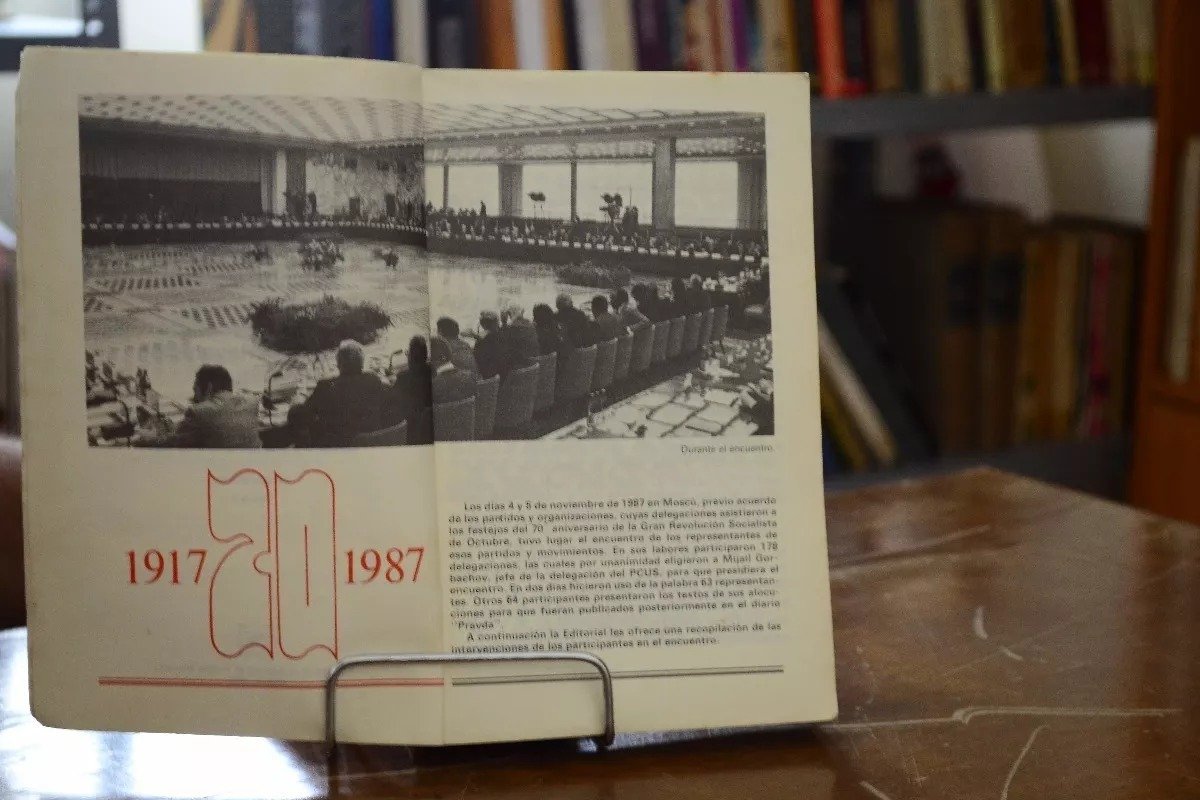 Durante el encuentro.
1917 70 1987
Los días 4 y 5 de noviembre de 1987 en Moscú, previo acuerdo
de los partidos y organizaciones, cuyas delegaciones asistieron a
los festejos del 70 aniversario de la Gran Revolución Socialista
de Octubre, tuvo lugar el encuentro de los representantes de
esos partidos y movimientos. En sus labores participaron 178
delegaciones, las cuales por unanimidad eligieron a Mijaíl Gor-
bachov, jefe de la delegación del PCUS, para que presidiera el
encuentro. En dos días hicieron uso de la palabra 63 representan-
tes. Otros 64 participantes presentaron los textos de sus alocu-
ciones para que fueran publicados posteriormente en el diario
"Pravda".
A continuación la Editorial les ofrece una recopilación de las
intervenciones de los participantes en el encuentro.